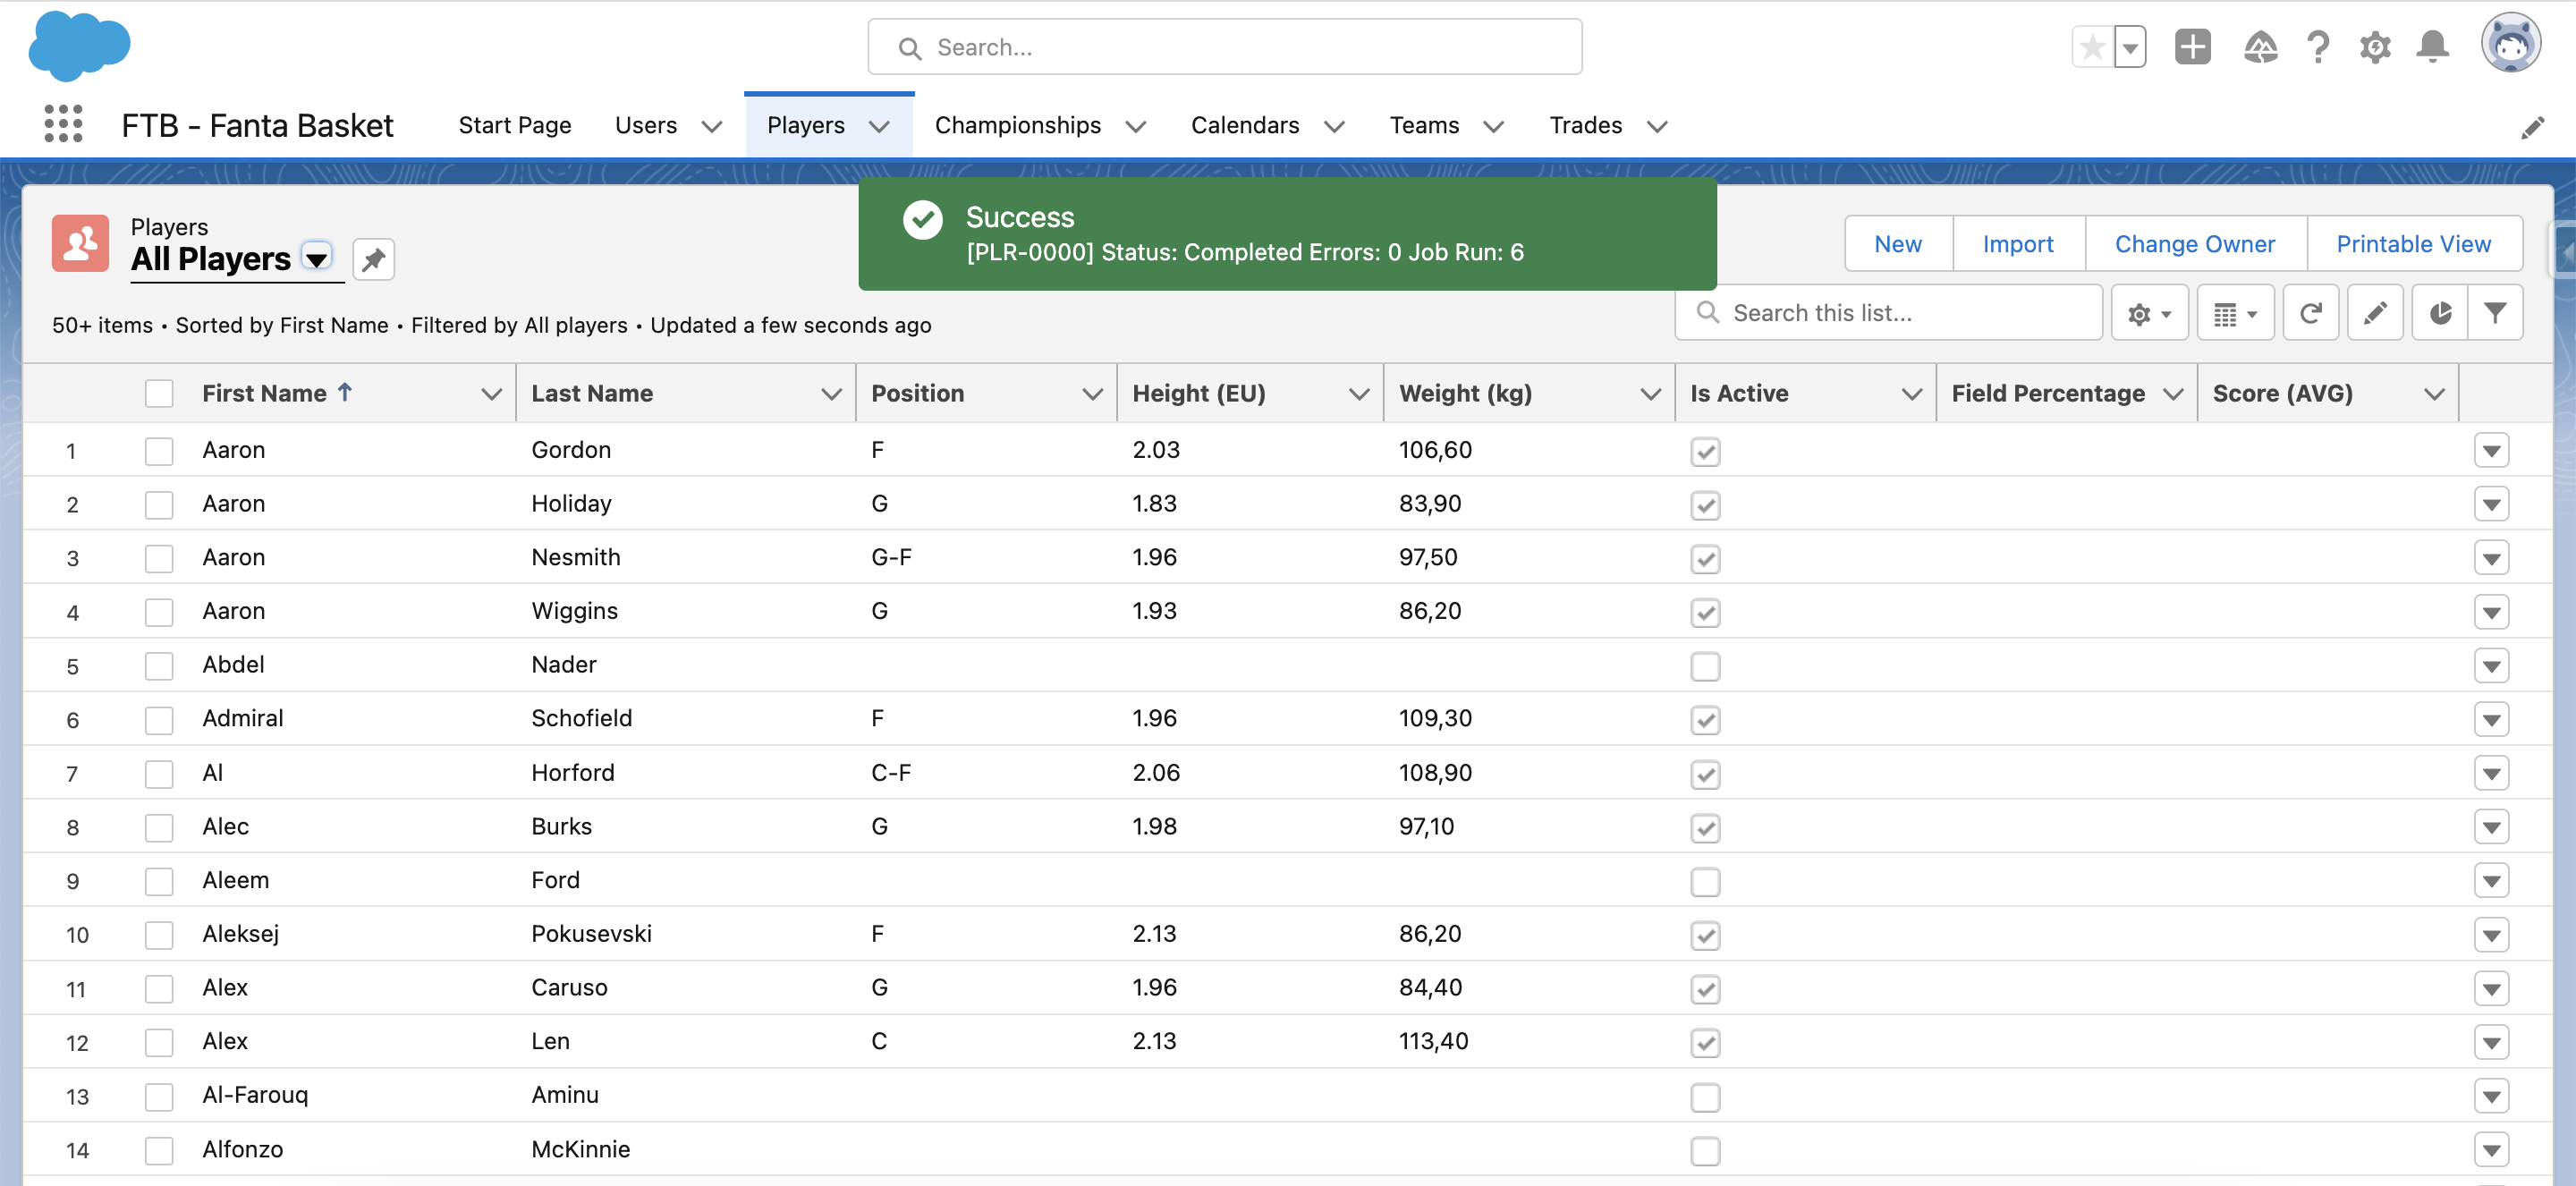 Search...
FTB - Fanta Basket
Start Page Users Players Championships Calendars Teams Trades
Players
All Players
Success
[PLR-0000] Status: Completed Errors: 0 Job Run: 6
New Import Change Owner Printable View
50+ items • Sorted by First Name • Filtered by All players • Updated a few seconds ago
Search this list...
First Name ↑ Last Name Position Height (EU) Weight (kg) Is Active Field Percentage Score (AVG)
1 Aaron Gordon F 2.03 106,60
2 Aaron Holiday G 1.83 83,90
3 Aaron Nesmith G-F 1.96 97,50
4 Aaron Wiggins G 1.93 86,20
5 Abdel Nader
6 Admiral Schofield F 1.96 109,30
7 Al Horford C-F 2.06 108,90
8 Alec Burks G 1.98 97,10
9 Aleem Ford
10 Aleksej Pokusevski F 2.13 86,20
11 Alex Caruso G 1.96 84,40
12 Alex Len C 2.13 113,40
13 Al-Farouq Aminu
14 Alfonzo McKinnie